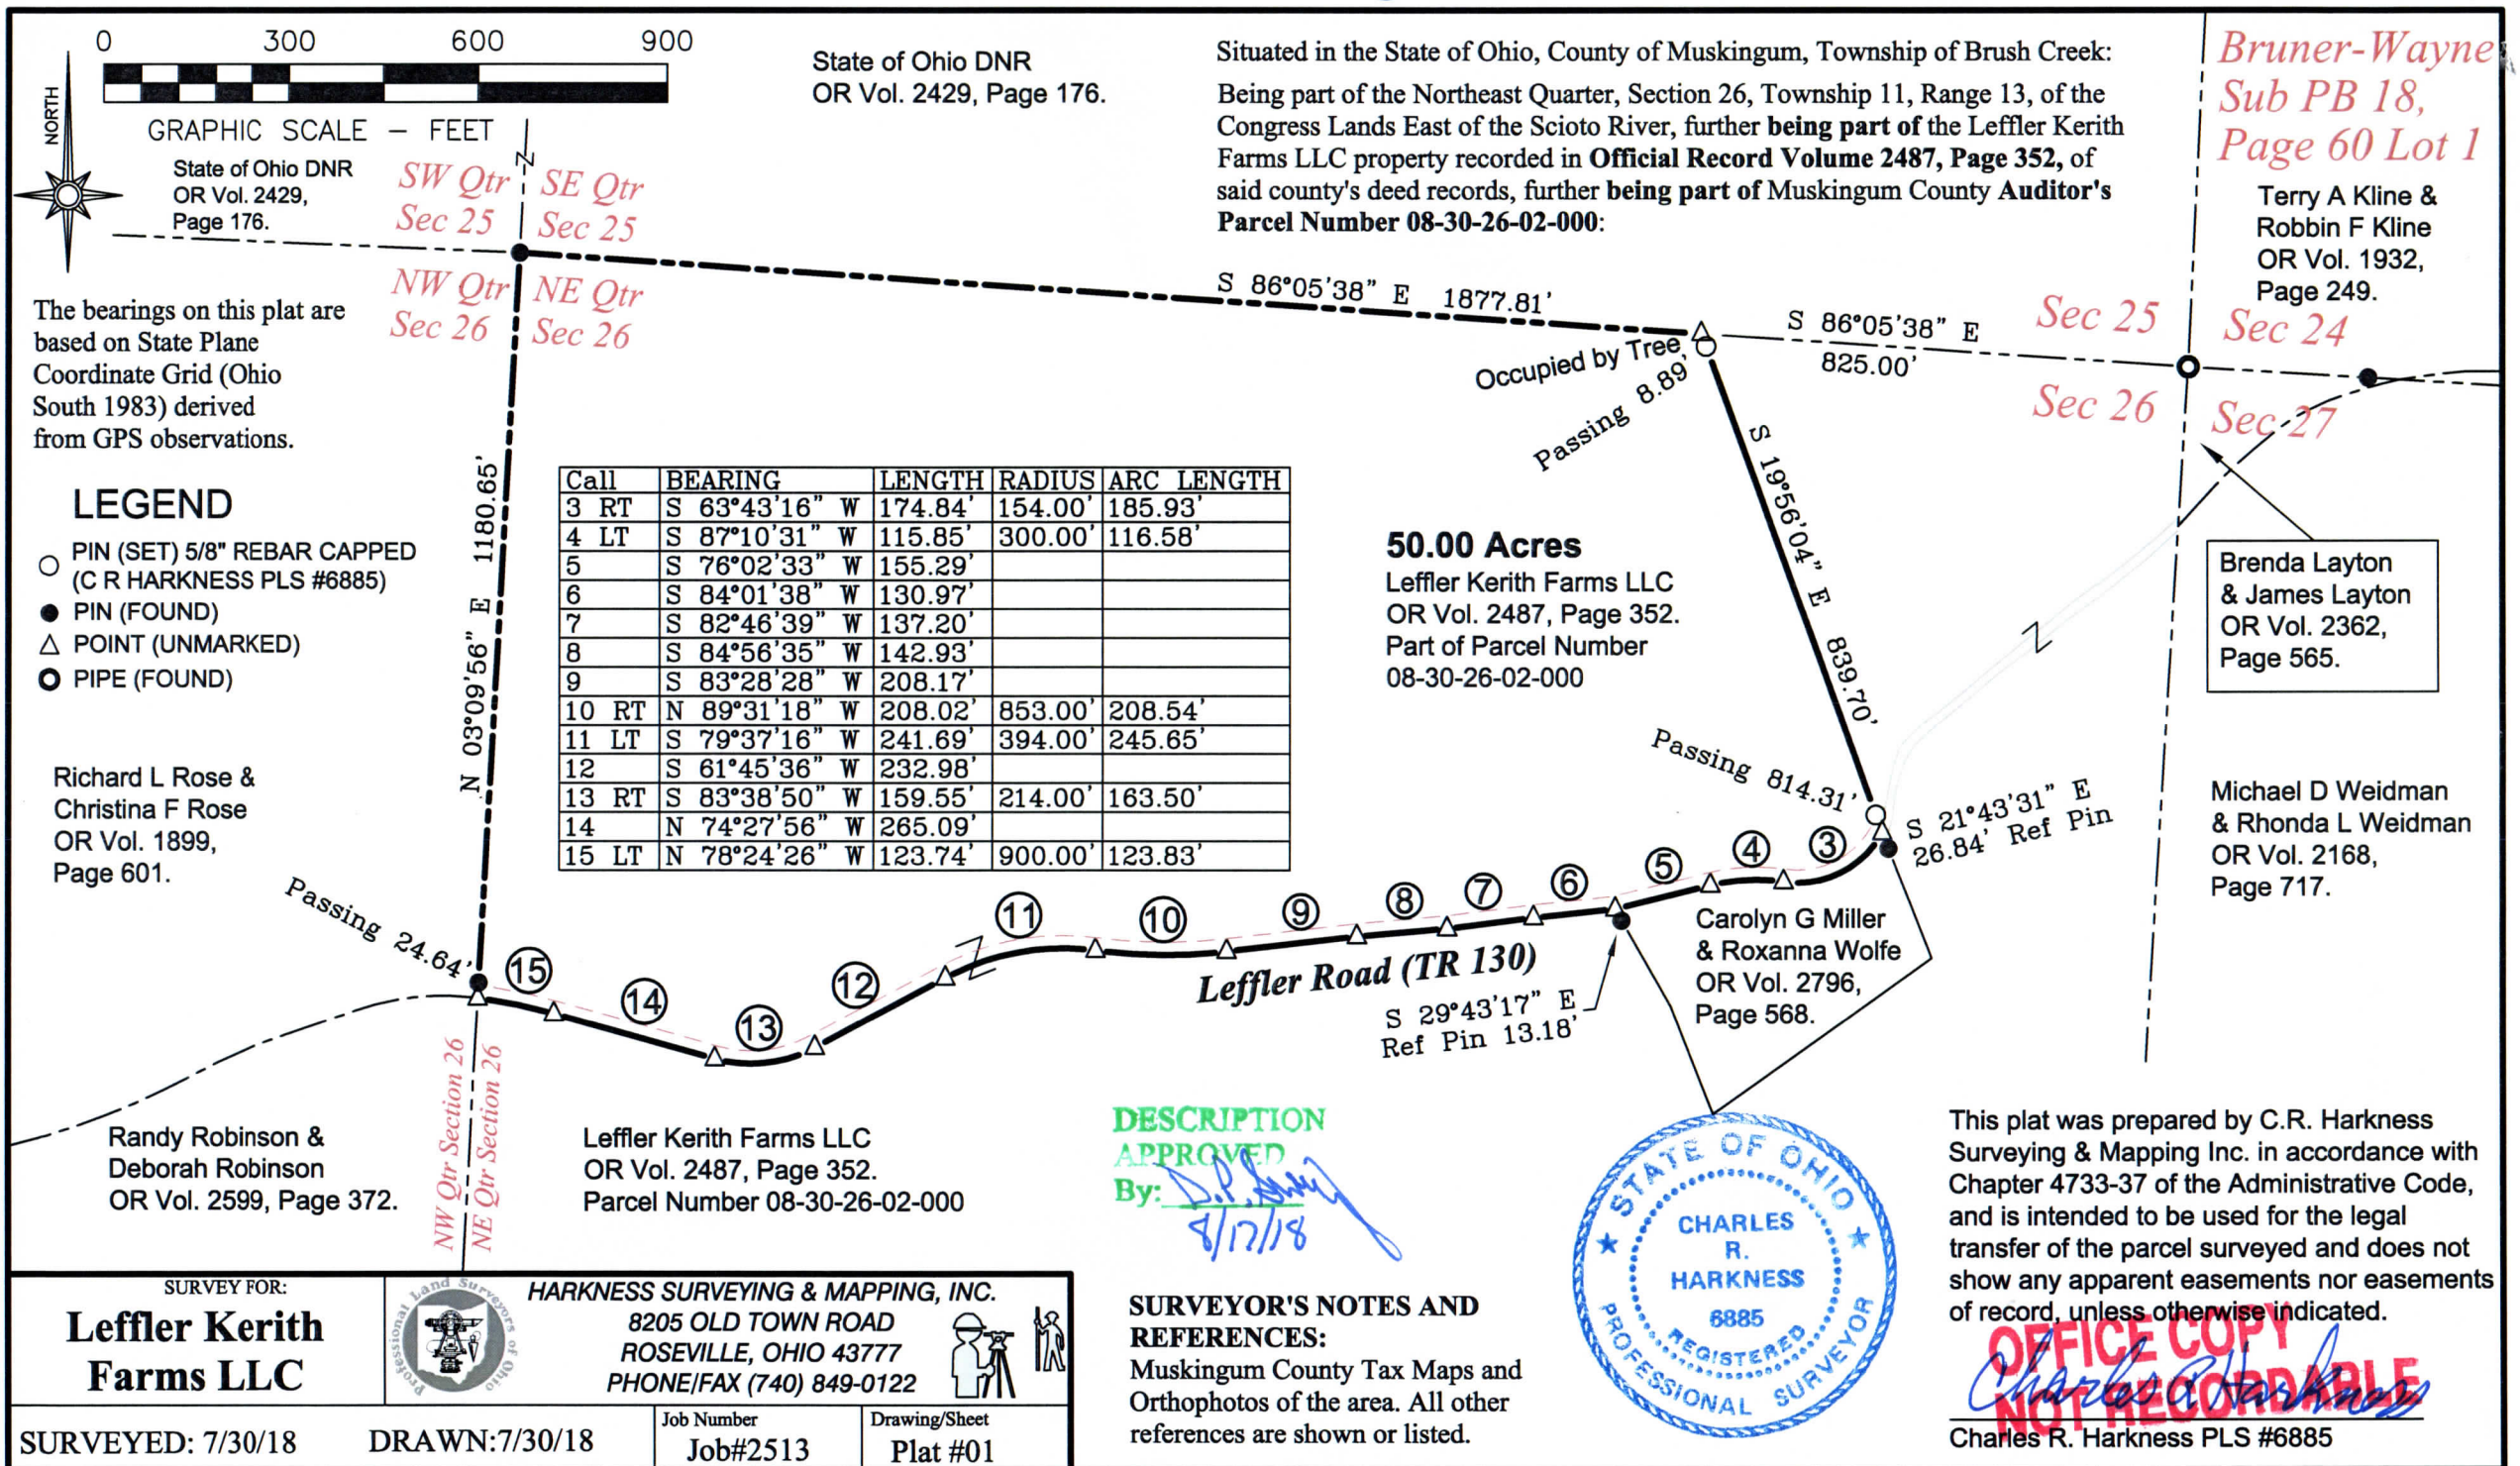 0 300 600 900
GRAPHIC SCALE – FEET
NORTH
State of Ohio DNR
OR Vol. 2429, Page 176.
Situated in the State of Ohio, County of Muskingum, Township of Brush Creek:
Being part of the Northeast Quarter, Section 26, Township 11, Range 13, of the
Congress Lands East of the Scioto River, further being part of the Leffler Kerith
Farms LLC property recorded in Official Record Volume 2487, Page 352, of
said county's deed records, further being part of Muskingum County Auditor's
Parcel Number 08-30-26-02-000:
Bruner-Wayne
Sub PB 18,
Page 60 Lot 1
Terry A Kline &
Robbin F Kline
OR Vol. 1932,
Page 249.
State of Ohio DNR
OR Vol. 2429,
Page 176.
SW Qtr
Sec 25
SE Qtr
Sec 25
NW Qtr
Sec 26
NE Qtr
Sec 26
S 86°05'38" E 1877.81'
S 86°05'38" E
825.00'
Sec 25
Sec 24
Sec 26
Sec 27
Occupied by Tree,
Passing 8.89'
The bearings on this plat are
based on State Plane
Coordinate Grid (Ohio
South 1983) derived
from GPS observations.
LEGEND
PIN (SET) 5/8" REBAR CAPPED
(C R HARKNESS PLS #6885)
PIN (FOUND)
POINT (UNMARKED)
PIPE (FOUND)
N 03°09'56" E 1180.65'
Call BEARING LENGTH RADIUS ARC LENGTH
3 RT S 63°43'16" W 174.84' 154.00' 185.93'
4 LT S 87°10'31" W 115.85' 300.00' 116.58'
5 S 76°02'33" W 155.29'
6 S 84°01'38" W 130.97'
7 S 82°46'39" W 137.20'
8 S 84°56'35" W 142.93'
9 S 83°28'28" W 208.17'
10 RT N 89°31'18" W 208.02' 853.00' 208.54'
11 LT S 79°37'16" W 241.69' 394.00' 245.65'
12 S 61°45'36" W 232.98'
13 RT S 83°38'50" W 159.55' 214.00' 163.50'
14 N 74°27'56" W 265.09'
15 LT N 78°24'26" W 123.74' 900.00' 123.83'
50.00 Acres
Leffler Kerith Farms LLC
OR Vol. 2487, Page 352.
Part of Parcel Number
08-30-26-02-000
S 19°56'04" E 839.70'
Brenda Layton
& James Layton
OR Vol. 2362,
Page 565.
Passing 814.31'
S 21°43'31" E
26.84' Ref Pin
Michael D Weidman
& Rhonda L Weidman
OR Vol. 2168,
Page 717.
Richard L Rose &
Christina F Rose
OR Vol. 1899,
Page 601.
Passing 24.64'
15
14
13
12
11
10
9
8
7
6
5
4
3
Leffler Road (TR 130)
S 29°43'17" E
Ref Pin 13.18'
Carolyn G Miller
& Roxanna Wolfe
OR Vol. 2796,
Page 568.
NW Qtr Section 26
NE Qtr Section 26
Randy Robinson &
Deborah Robinson
OR Vol. 2599, Page 372.
Leffler Kerith Farms LLC
OR Vol. 2487, Page 352.
Parcel Number 08-30-26-02-000
DESCRIPTION
APPROVED
By:
8/17/18
STATE OF OHIO
CHARLES
R.
HARKNESS
6885
REGISTERED
PROFESSIONAL SURVEYOR
This plat was prepared by C.R. Harkness
Surveying & Mapping Inc. in accordance with
Chapter 4733-37 of the Administrative Code,
and is intended to be used for the legal
transfer of the parcel surveyed and does not
show any apparent easements nor easements
of record, unless otherwise indicated.
OFFICE COPY
NOT RECORDABLE
Charles R Harkness
Charles R. Harkness PLS #6885
SURVEY FOR:
Leffler Kerith
Farms LLC
Professional Land Surveyors of Ohio
HARKNESS SURVEYING & MAPPING, INC.
8205 OLD TOWN ROAD
ROSEVILLE, OHIO 43777
PHONE/FAX (740) 849-0122
SURVEYED: 7/30/18
DRAWN:7/30/18
Job Number
Job#2513
Drawing/Sheet
Plat #01
SURVEYOR'S NOTES AND
REFERENCES:
Muskingum County Tax Maps and
Orthophotos of the area. All other
references are shown or listed.